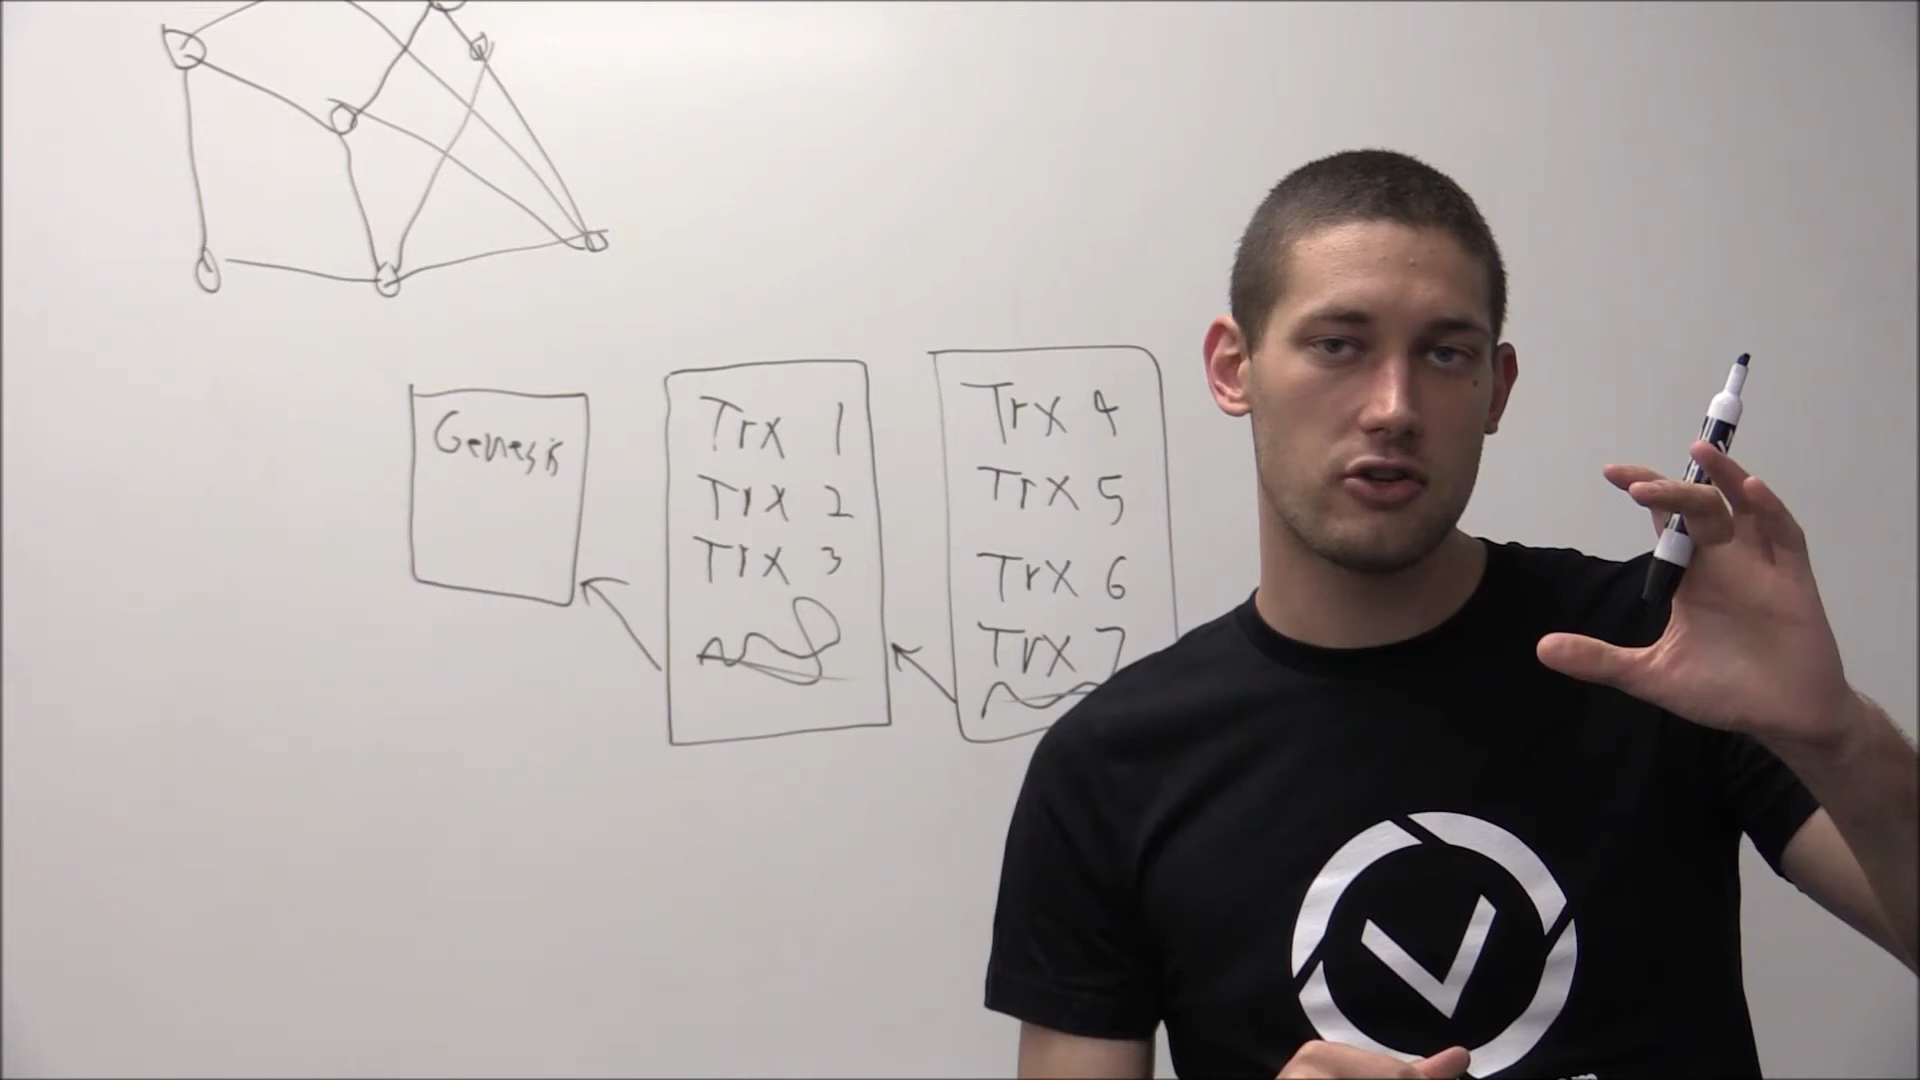 Genesis
Trx 1
Trx 2
Trx 3
Trx 4
Trx 5
Trx 6
Trx 7